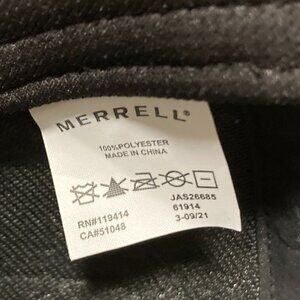 MERRELL®
100%POLYESTER
MADE IN CHINA
JAS26685
RN#119414 61914
CA#51048 3-09/21